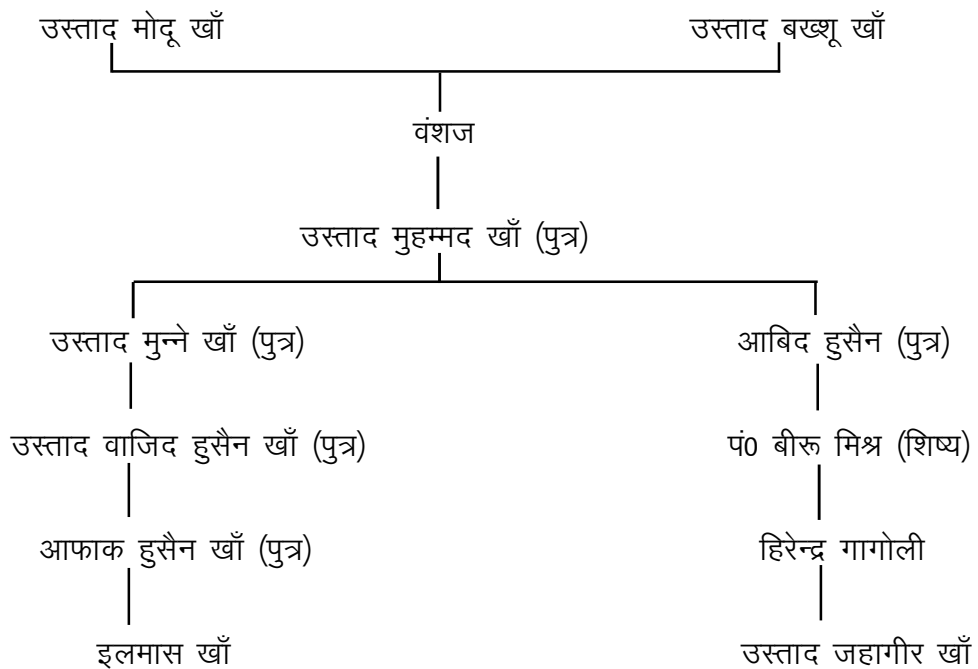 उस्ताद मोदू खाँ उस्ताद बख्शू खाँ
वंशज
उस्ताद मुहम्मद खाँ (पुत्र)
उस्ताद मुन्ने खाँ (पुत्र) आबिद हुसैन (पुत्र)
उस्ताद वाजिद हुसैन खाँ (पुत्र) पं0 बीरू मिश्र (शिष्य)
आफाक हुसैन खाँ (पुत्र) हिरेन्द्र गागोली
इलमास खाँ उस्ताद जहागीर खाँ